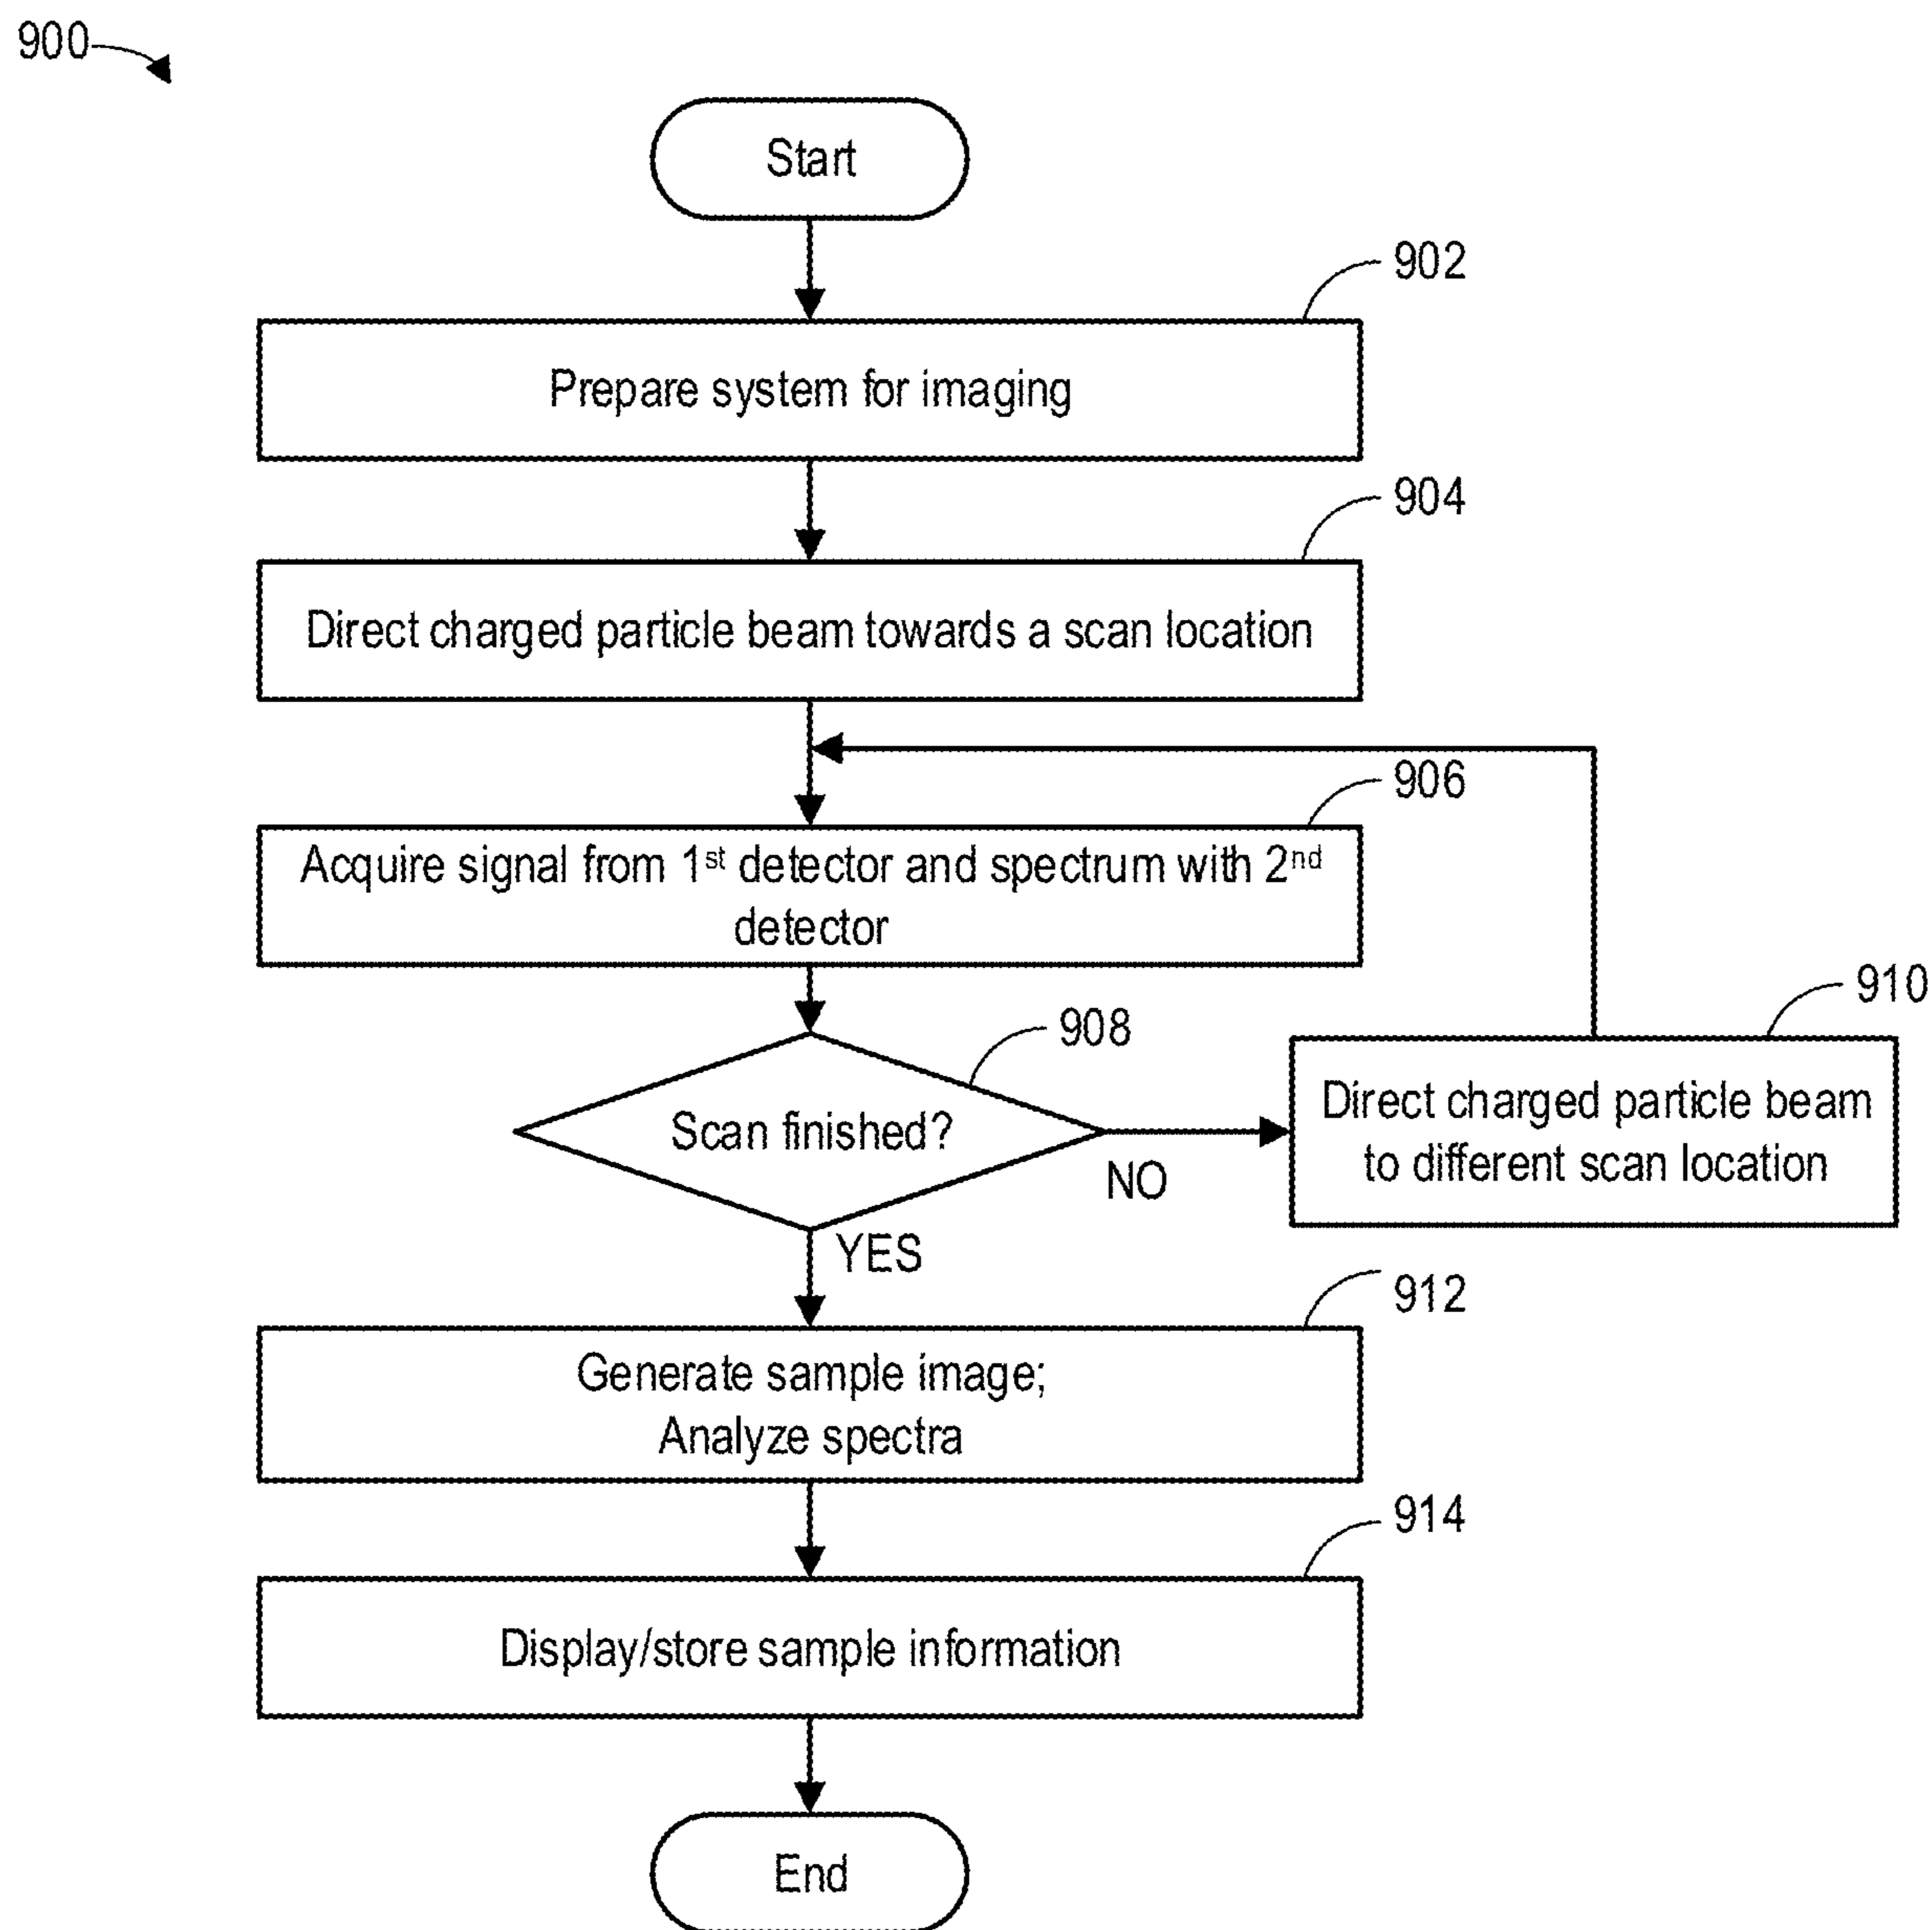 900
Start
902
Prepare system for imaging
904
Direct charged particle beam towards a scan location
906
Acquire signal from 1st detector and spectrum with 2nd
detector
908
Scan finished?
NO
910
Direct charged particle beam
to different scan location
YES
912
Generate sample image;
Analyze spectra
914
Display/store sample information
End